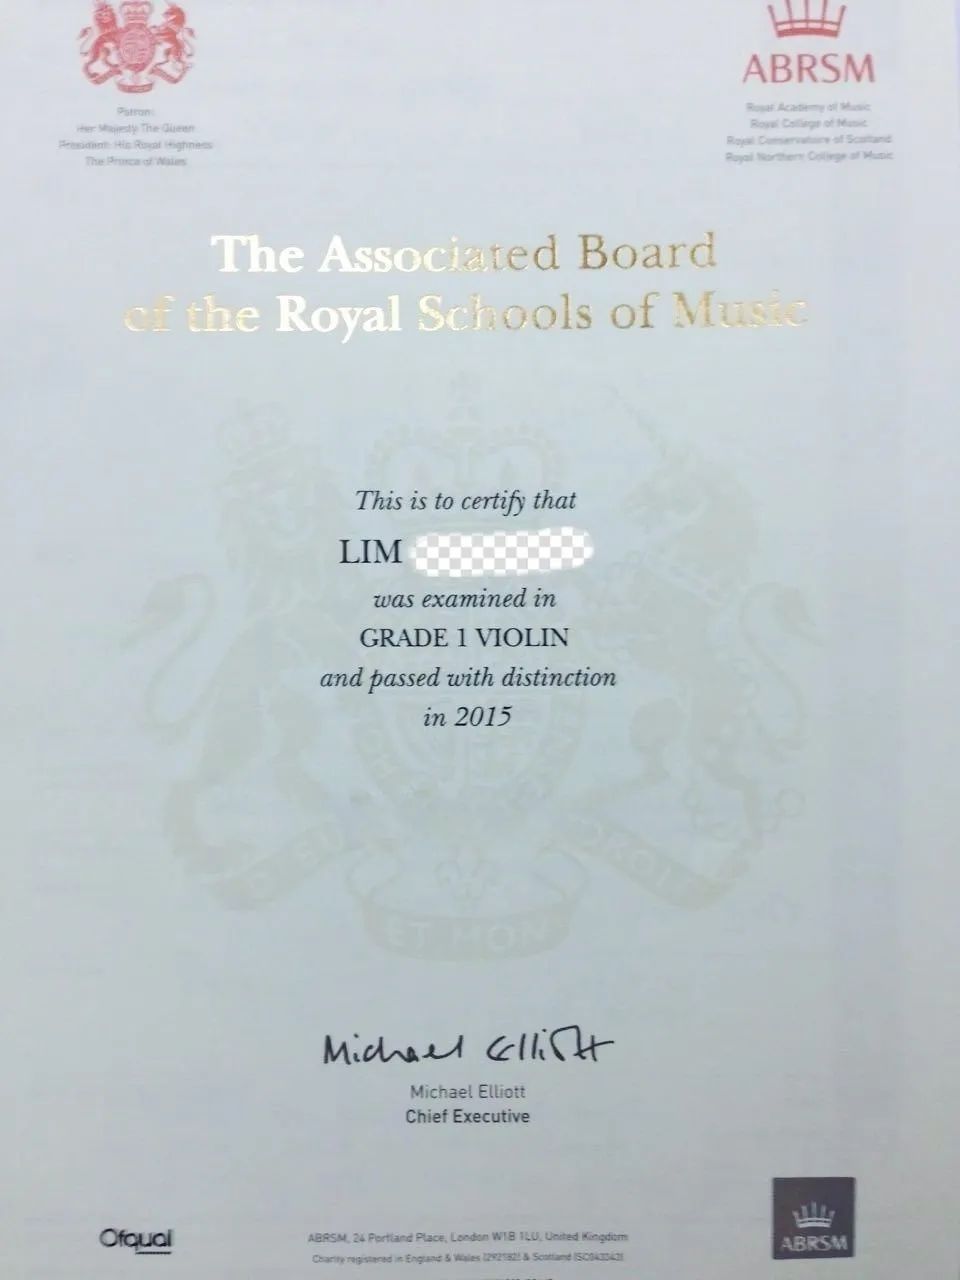 Patron:
Her Majesty The Queen
President: His Royal Highness
The Prince of Wales
ABRSM
Royal Academy of Music
Royal College of Music
Royal Conservatoire of Scotland
Royal Northern College of Music
The Associated Board
of the Royal Schools of Music
This is to certify that
LIM
was examined in
GRADE 1 VIOLIN
and passed with distinction
in 2015
ET MON
Michael Elliott
Michael Elliott
Chief Executive
Ofqual
ABRSM, 24 Portland Place, London W1B 1LU, United Kingdom
Charity registered in England & Wales (292182) & Scotland
ABRSM